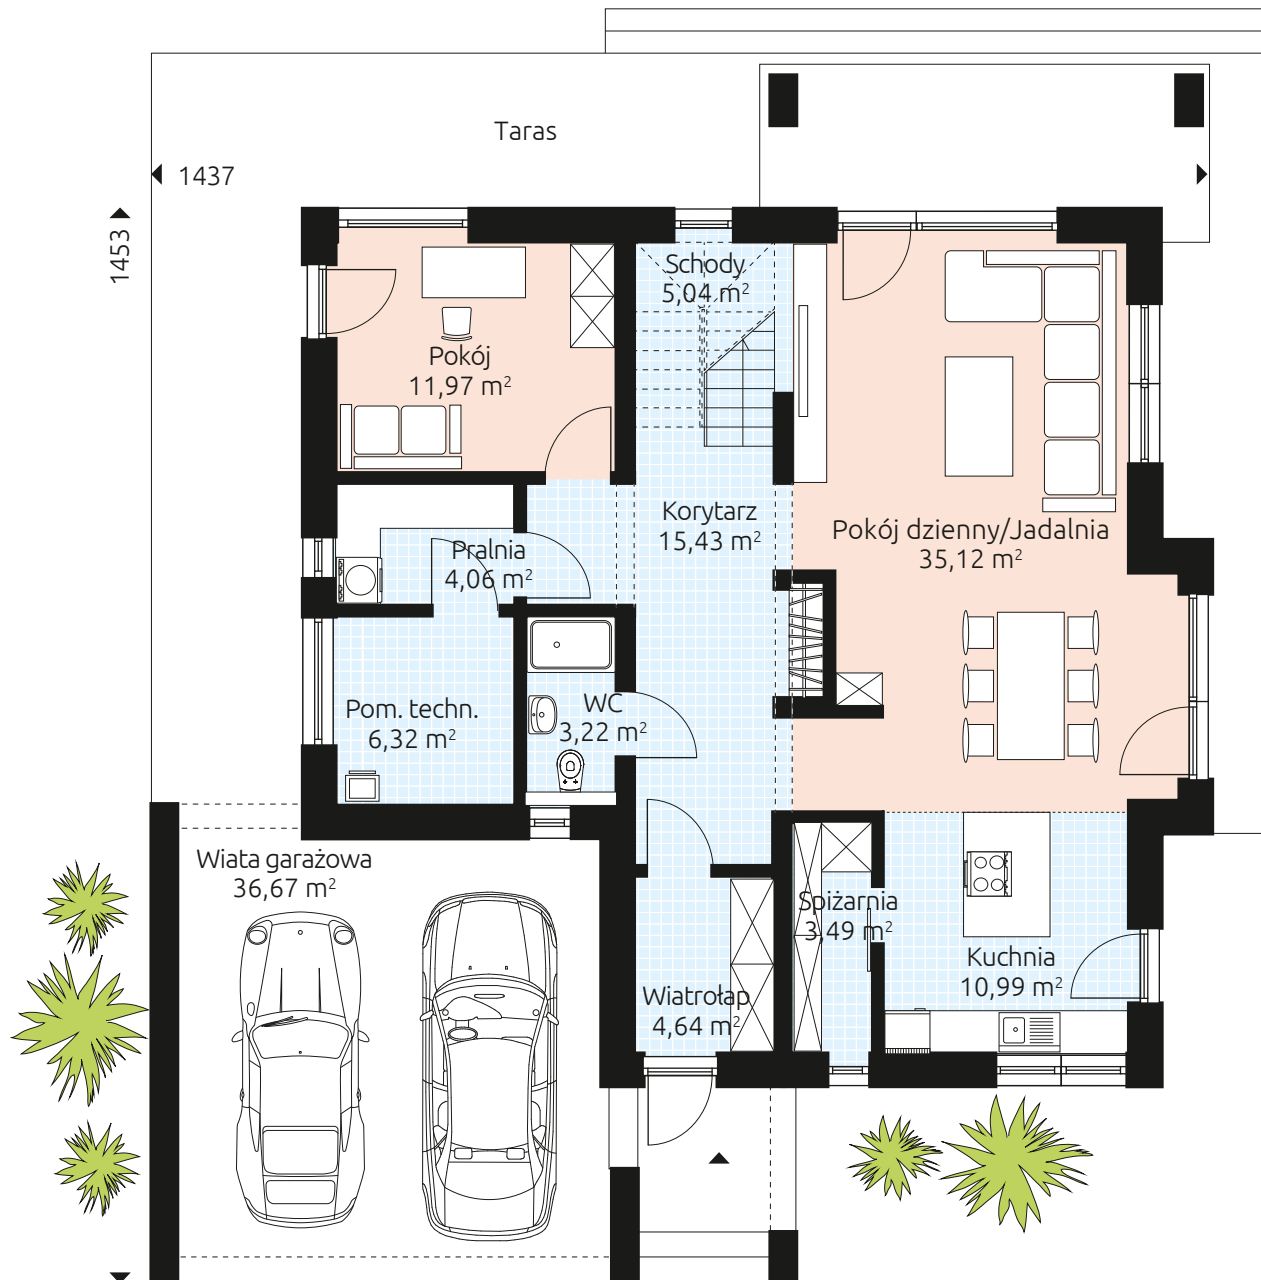 Taras
1437
1453
Schody
5,04 m²
Pokój
11,97 m²
Korytarz
15,43 m²
Pokój dzienny/Jadalnia
35,12 m²
Pralnia
4,06 m²
Pom. techn.
6,32 m²
WC
3,22 m²
Wiata garażowa
36,67 m²
Spiżarnia
3,49 m²
Kuchnia
10,99 m²
Wiatrołap
4,64 m²